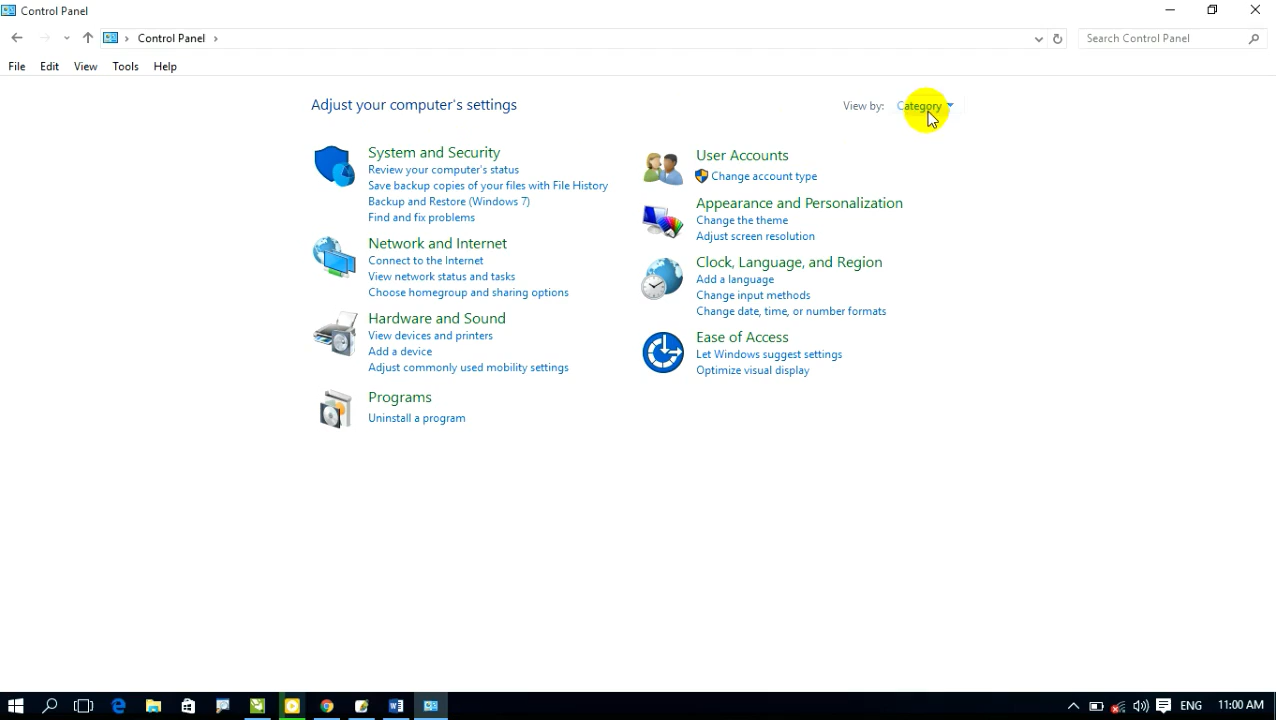 Control Panel
Control Panel
Search Control Panel
File Edit View Tools Help
Adjust your computer's settings
View by: Category
System and Security
Review your computer's status
Save backup copies of your files with File History
Backup and Restore (Windows 7)
Find and fix problems
Network and Internet
Connect to the Internet
View network status and tasks
Choose homegroup and sharing options
Hardware and Sound
View devices and printers
Add a device
Adjust commonly used mobility settings
Programs
Uninstall a program
User Accounts
Change account type
Appearance and Personalization
Change the theme
Adjust screen resolution
Clock, Language, and Region
Add a language
Change input methods
Change date, time, or number formats
Ease of Access
Let Windows suggest settings
Optimize visual display
ENG 11:00 AM